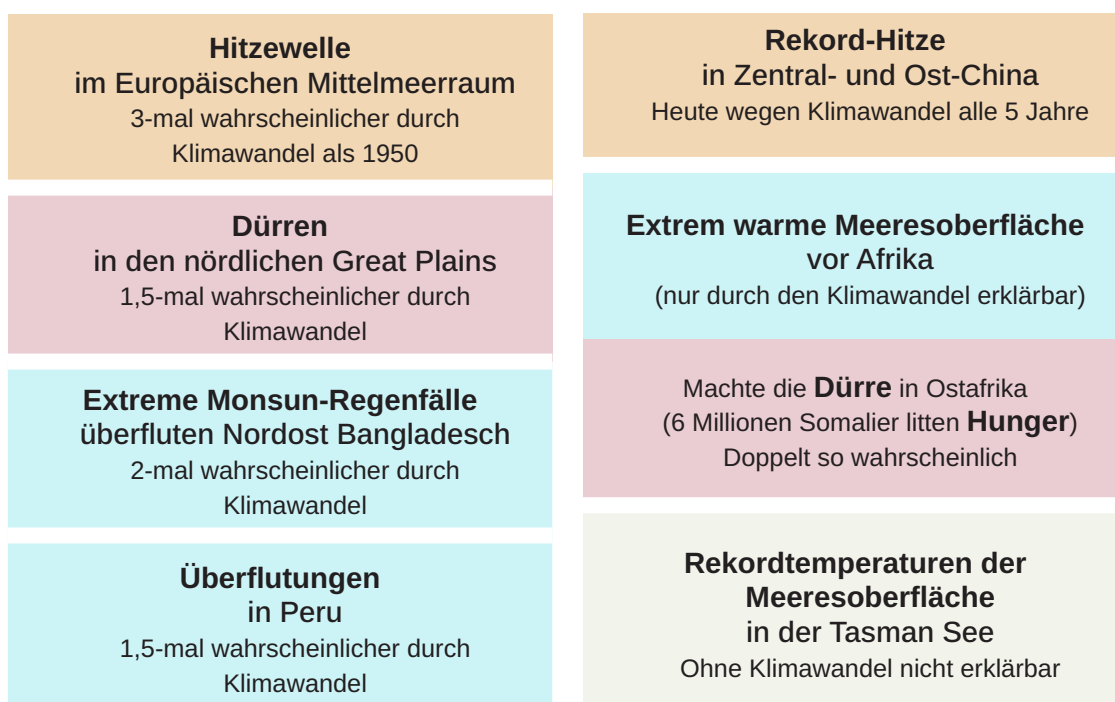 Hitzewelle
im Europäischen Mittelmeerraum
3-mal wahrscheinlicher durch
Klimawandel als 1950
Dürren
in den nördlichen Great Plains
1,5-mal wahrscheinlicher durch
Klimawandel
Extreme Monsun-Regenfälle
überfluten Nordost Bangladesch
2-mal wahrscheinlicher durch
Klimawandel
Überflutungen
in Peru
1,5-mal wahrscheinlicher durch
Klimawandel
Rekord-Hitze
in Zentral- und Ost-China
Heute wegen Klimawandel alle 5 Jahre
Extrem warme Meeresoberfläche
vor Afrika
(nur durch den Klimawandel erklärbar)
Machte die Dürre in Ostafrika
(6 Millionen Somalier litten Hunger)
Doppelt so wahrscheinlich
Rekordtemperaturen der
Meeresoberfläche
in der Tasman See
Ohne Klimawandel nicht erklärbar